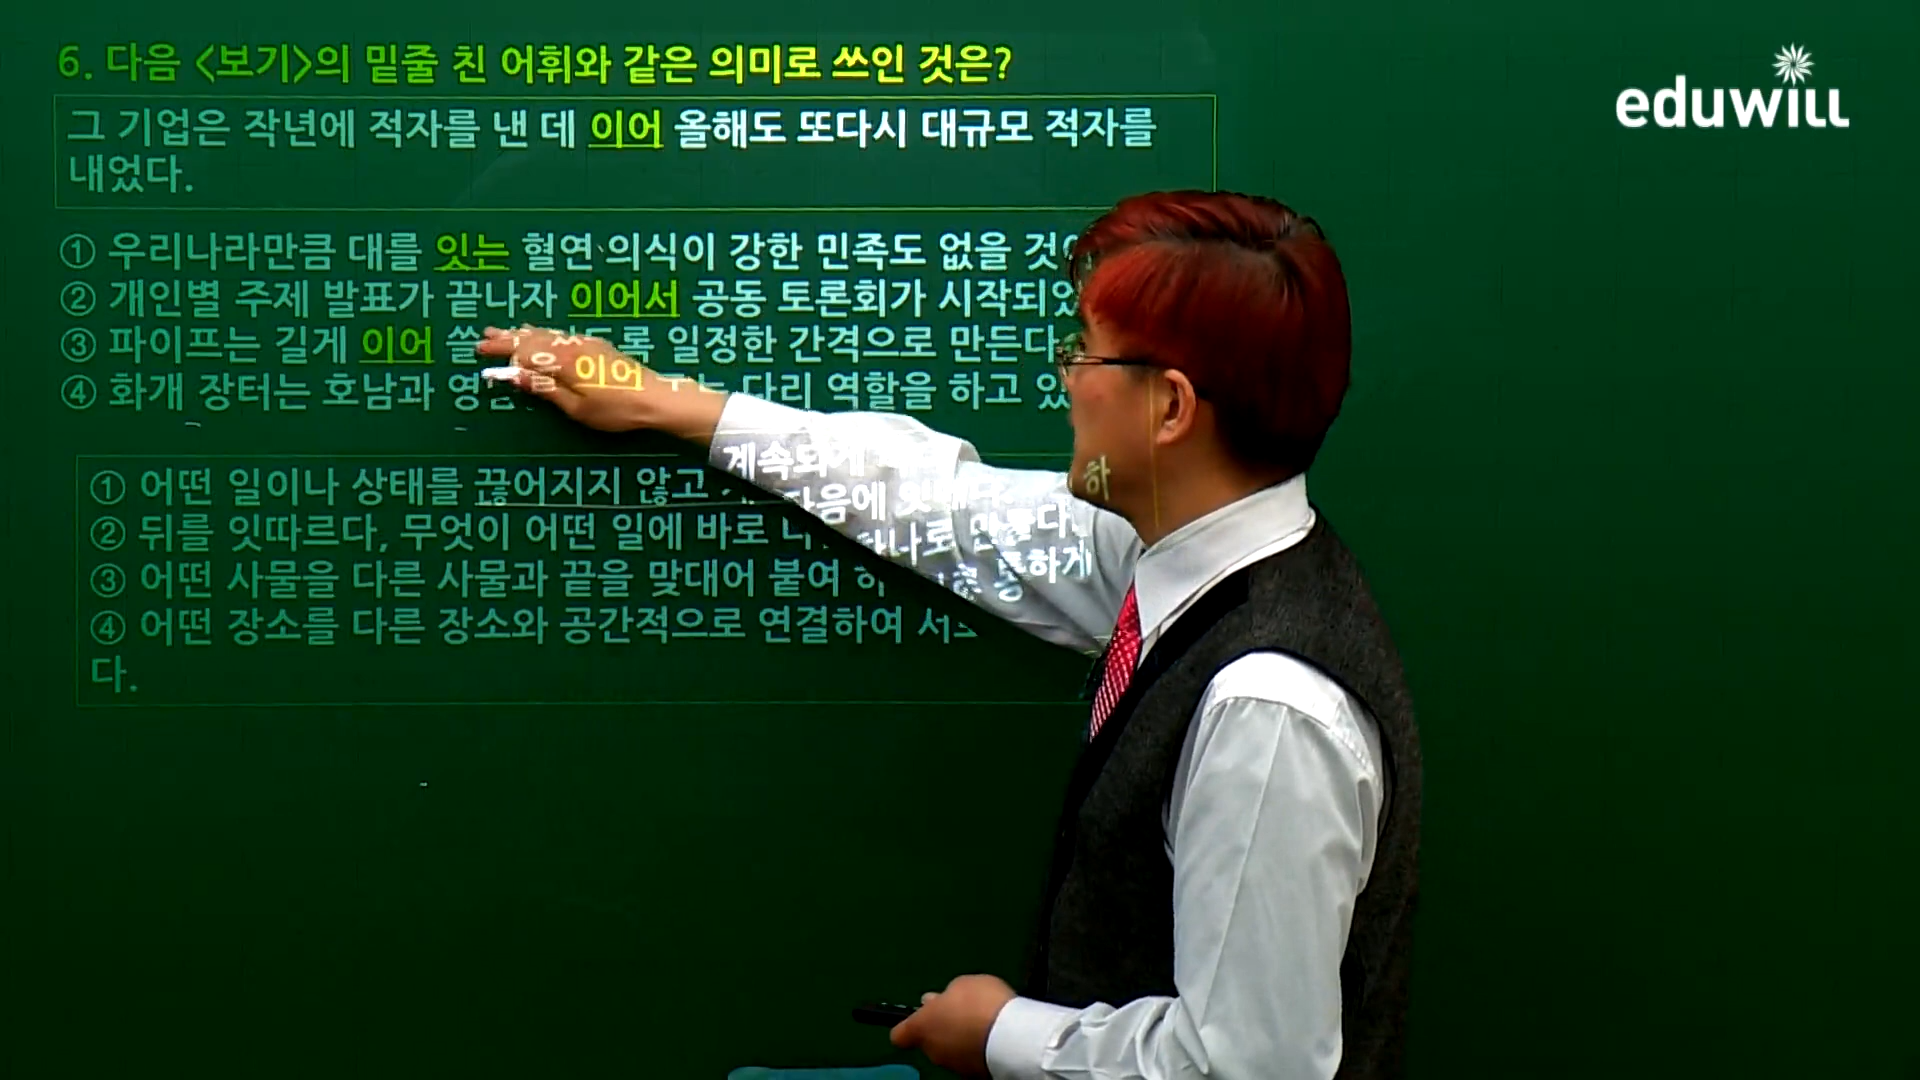 6. 다음 <보기>의 밑줄 친 어휘와 같은 의미로 쓰인 것은?
eduwill
그 기업은 작년에 적자를 낸 데 이어 올해도 또다시 대규모 적자를
내었다.
① 우리나라만큼 대를 잇는 혈연 의식이 강한 민족도 없을
② 개인별 주제 발표가 끝나자 이어서 공동 토론회가
③ 파이프는 길게 이어 일정한 간격으로 만든다
④ 화개 장터는 호남과 이어 다리 역할을 하고
① 어떤 일이나 상태를 끊어지지 않고 계속되게
② 뒤를 잇따르다, 무엇이 어떤 일에 바로 다음에
③ 어떤 사물을 다른 사물과 끝을 맞대어 붙여
④ 어떤 장소를 다른 장소와 공간적으로 연결하여 통하게 하
다.